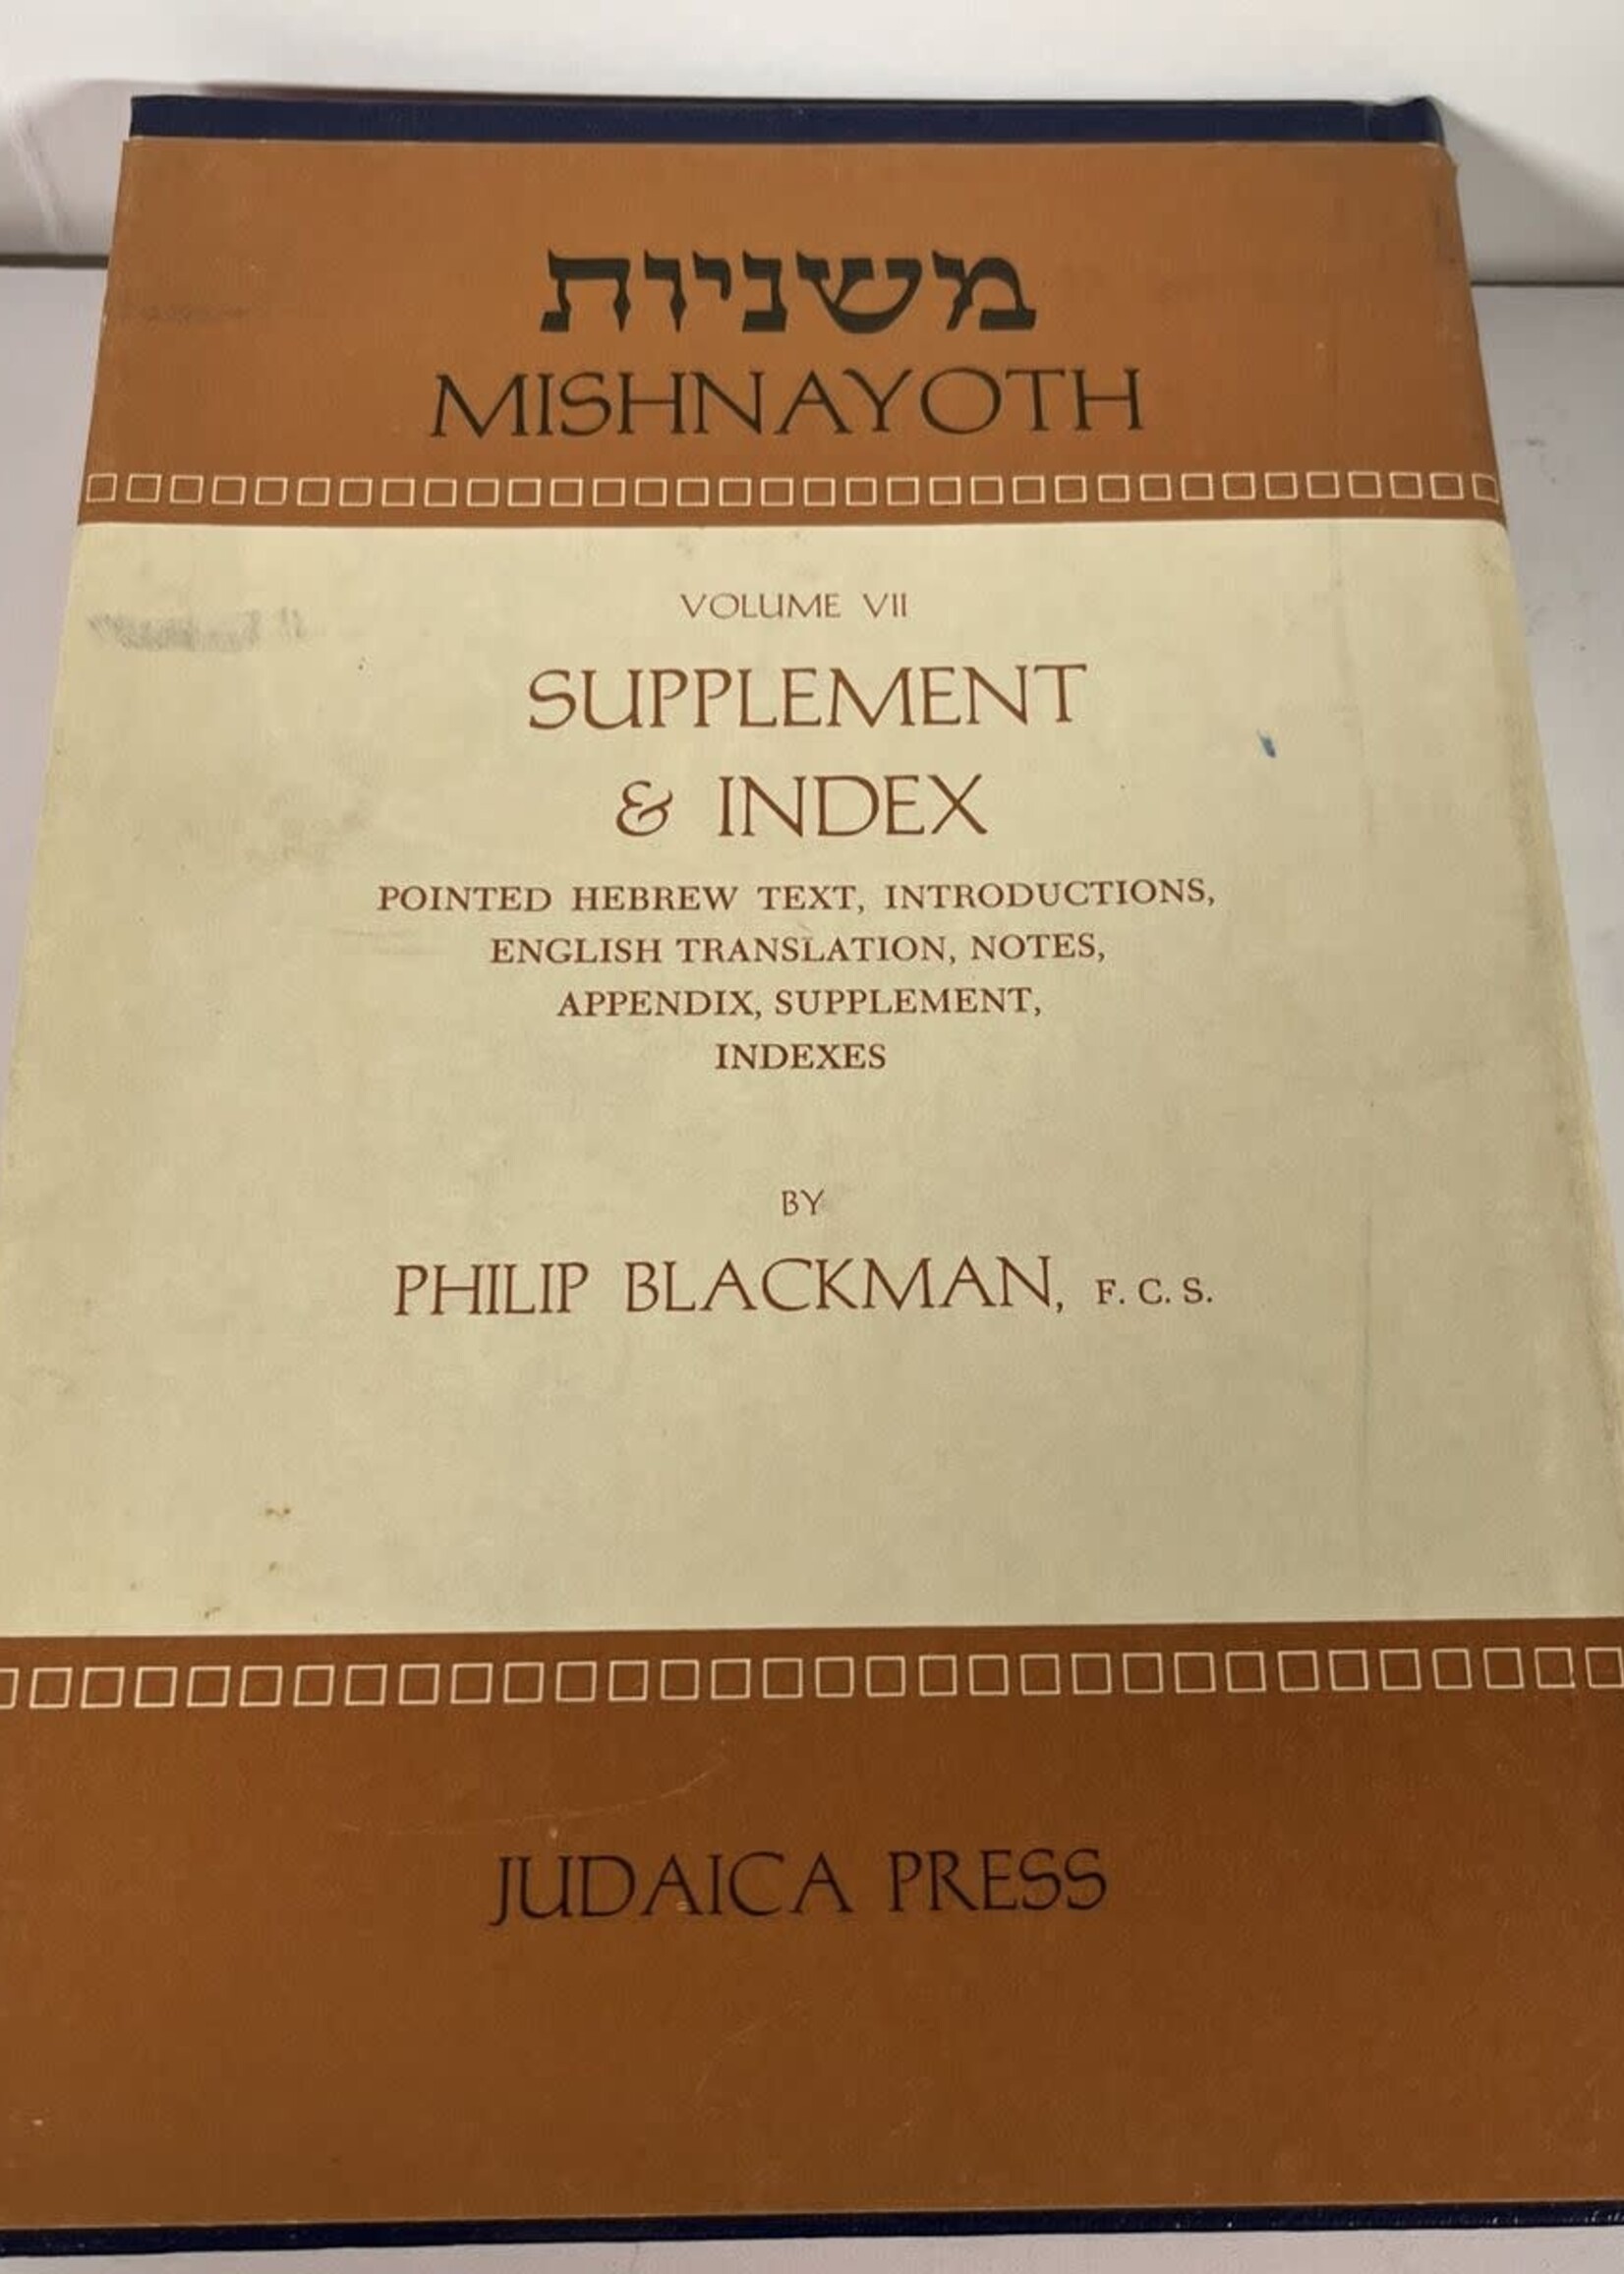 משניות
MISHNAYOTH
VOLUME VII
SUPPLEMENT
& INDEX
POINTED HEBREW TEXT, INTRODUCTIONS,
ENGLISH TRANSLATION, NOTES,
APPENDIX, SUPPLEMENT,
INDEXES
BY
PHILIP BLACKMAN, F. C. S.
JUDAICA PRESS